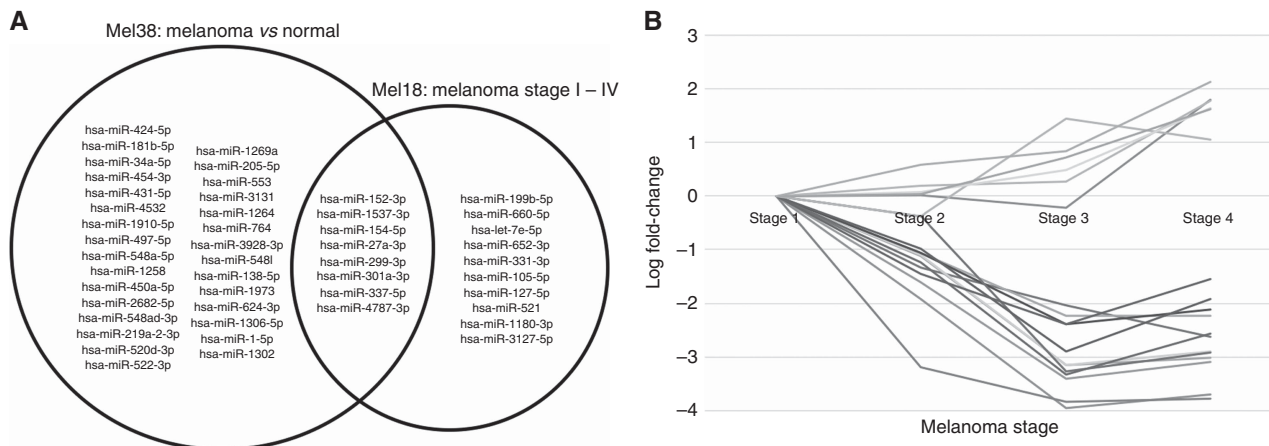 A
Mel38: melanoma vs normal
Mel18: melanoma stage I – IV
hsa-miR-424-5p
hsa-miR-181b-5p
hsa-miR-34a-5p
hsa-miR-454-3p
hsa-miR-431-5p
hsa-miR-4532
hsa-miR-1910-5p
hsa-miR-497-5p
hsa-miR-548a-5p
hsa-miR-1258
hsa-miR-450a-5p
hsa-miR-2682-5p
hsa-miR-548ad-3p
hsa-miR-219a-2-3p
hsa-miR-520d-3p
hsa-miR-522-3p
hsa-miR-1269a
hsa-miR-205-5p
hsa-miR-553
hsa-miR-3131
hsa-miR-1264
hsa-miR-764
hsa-miR-3928-3p
hsa-miR-548l
hsa-miR-138-5p
hsa-miR-1973
hsa-miR-624-3p
hsa-miR-1306-5p
hsa-miR-1-5p
hsa-miR-1302
hsa-miR-152-3p
hsa-miR-1537-3p
hsa-miR-154-5p
hsa-miR-27a-3p
hsa-miR-299-3p
hsa-miR-301a-3p
hsa-miR-337-5p
hsa-miR-4787-3p
hsa-miR-199b-5p
hsa-miR-660-5p
hsa-let-7e-5p
hsa-miR-652-3p
hsa-miR-331-3p
hsa-miR-105-5p
hsa-miR-127-5p
hsa-miR-521
hsa-miR-1180-3p
hsa-miR-3127-5p
B
Log fold-change
3
2
1
0
–1
–2
–3
–4
Stage 1
Stage 2
Stage 3
Stage 4
Melanoma stage